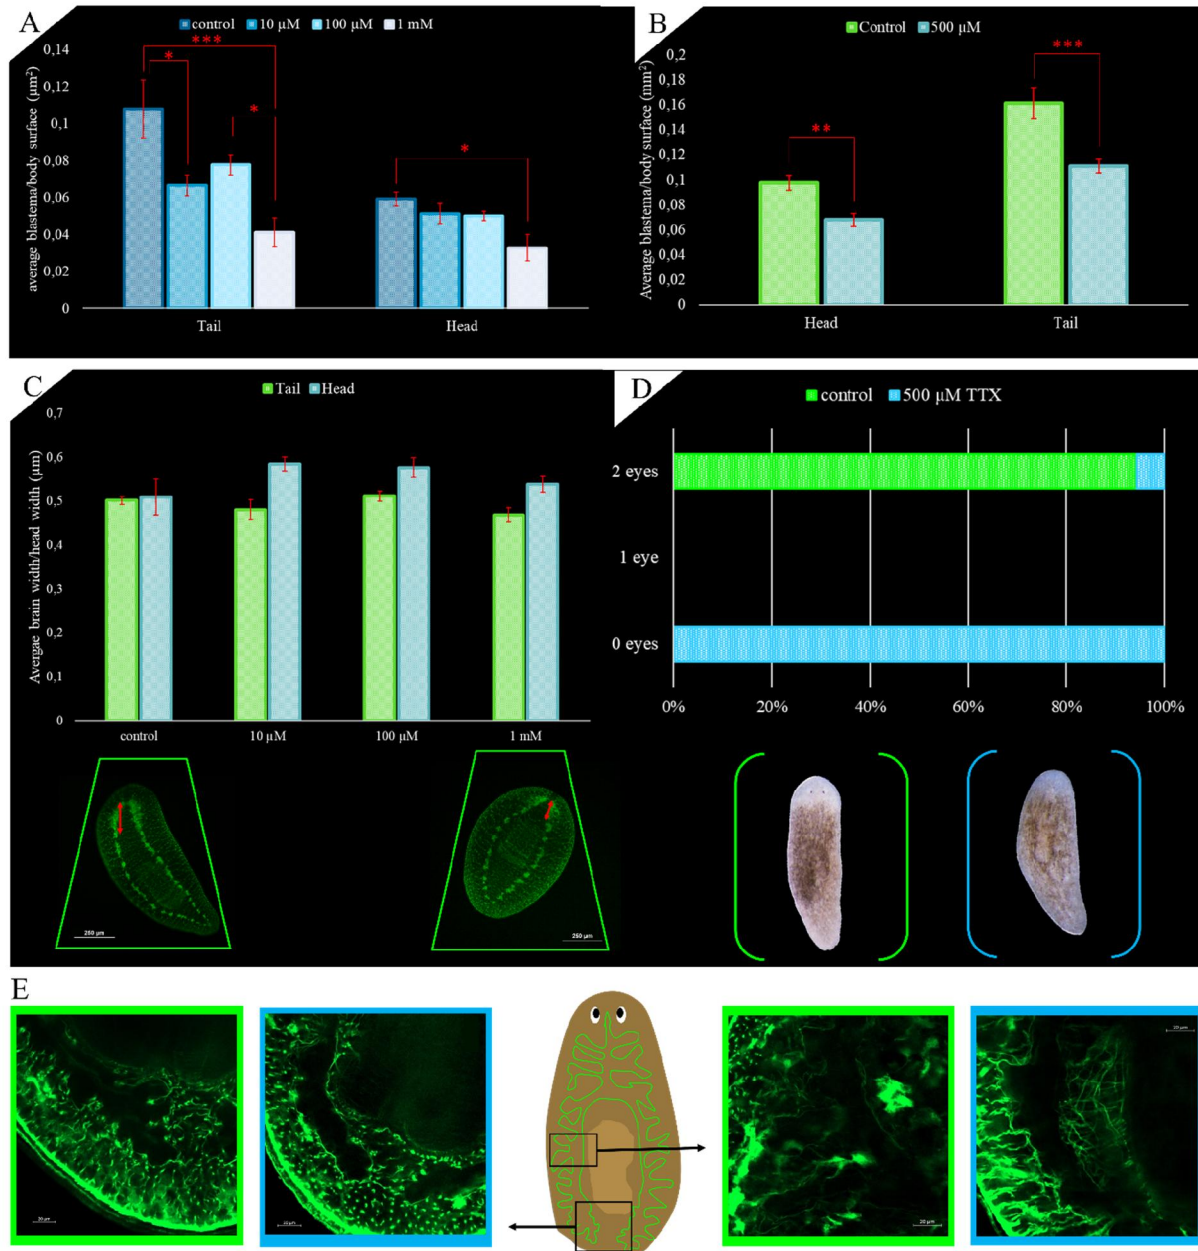 A
control 10 µM 100 µM 1 mM
average blastema/body surface (µm²)
0,14
0,12
0,1
0,08
0,06
0,04
0,02
0
***
*
*
*
Tail
Head
B
Control 500 µM
Average blastema/body surface (mm²)
0,2
0,18
0,16
0,14
0,12
0,1
0,08
0,06
0,04
0,02
0
**
***
Head
Tail
C
Tail Head
Avergae brain width/head width (µm)
0,7
0,6
0,5
0,4
0,3
0,2
0,1
0
control
10 µM
100 µM
1 mM
250 µm
250 µm
D
control 500 µM TTX
2 eyes
1 eye
0 eyes
0%
20%
40%
60%
80%
100%
E
20 µm
20 µm